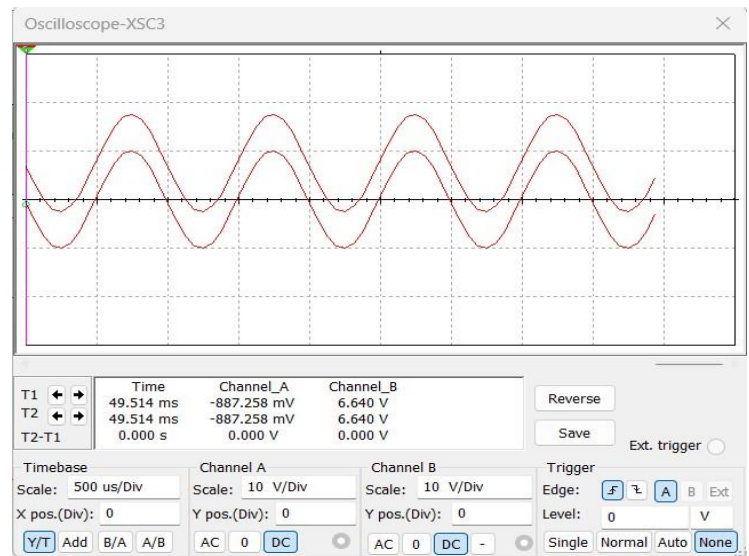 Oscilloscope-XSC3
Time Channel_A Channel_B
T1 49.514 ms -887.258 mV 6.640 V
T2 49.514 ms -887.258 mV 6.640 V
T2-T1 0.000 s 0.000 V 0.000 V
Reverse
Save
Ext. trigger
Timebase
Scale: 500 us/Div
X pos.(Div): 0
Y/T Add B/A A/B
Channel A
Scale: 10 V/Div
Y pos.(Div): 0
AC 0 DC
Channel B
Scale: 10 V/Div
Y pos.(Div): 0
AC 0 DC -
Trigger
Edge: A B Ext
Level: 0 V
Single Normal Auto None